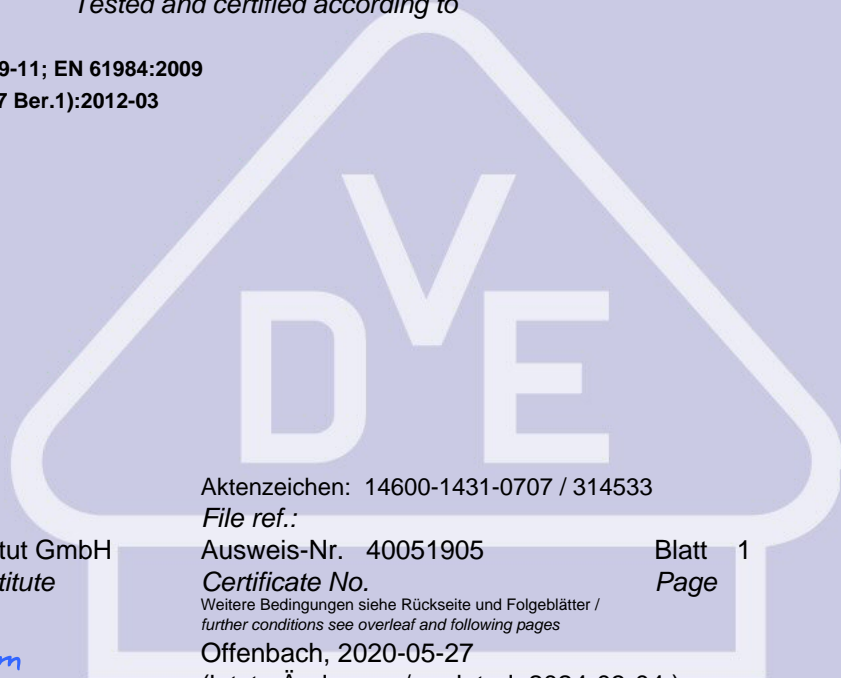 Tested and certified according to
9-11; EN 61984:2009
7 Ber.1):2012-03
DVE
Aktenzeichen: 14600-1431-0707 / 314533
File ref.:
tut GmbH Ausweis-Nr. 40051905 Blatt 1
titute Certificate No. Page
Weitere Bedingungen siehe Rückseite und Folgeblätter /
further conditions see overleaf and following pages
Offenbach, 2020-05-27